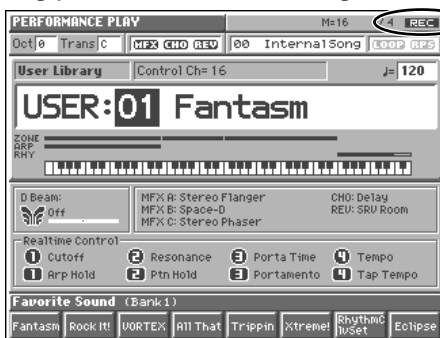 PERFORMANCE PLAY M=16 /4 REC
Oct 0 Trans C MFX CHO REV 00 InternalSong LOOP RPS
User Library Control Ch= 16 ♩= 120
USER:01 Fantasm
ZONE
ARP
RHY
D Beam: Off
MFX A: Stereo Flanger CHO: Delay
MFX B: Space-D REV: SRV Room
MFX C: Stereo Phaser
Realtime Control
1 Cutoff 2 Resonance 3 Porta Time 4 Tempo
1 Arp Hold 2 Ptn Hold 3 Portamento 4 Tap Tempo
Favorite Sound (Bank1)
Fantasm Rock It! VORTEX All That Trippin Xtreme! RhythmC 1vSet Eclipse